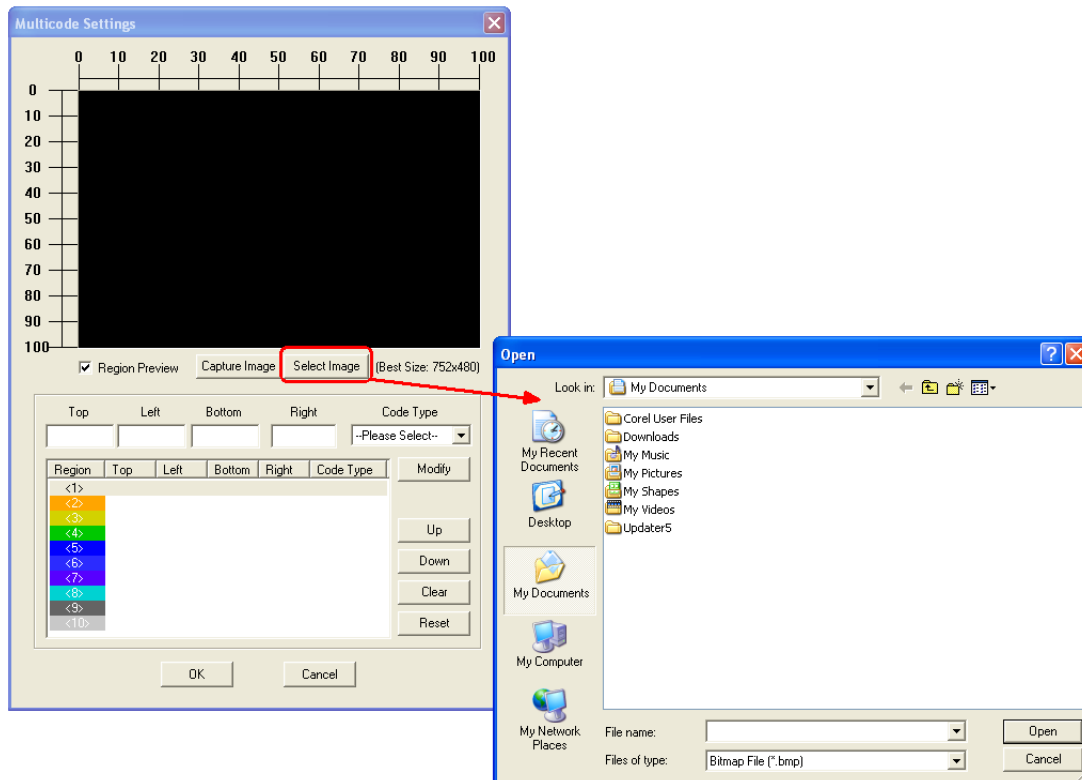 Multicode Settings
0 10 20 30 40 50 60 70 80 90 100
0
10
20
30
40
50
60
70
80
90
100
Region Preview Capture Image Select Image (Best Size: 752x480)
Top Left Bottom Right Code Type
--Please Select--
Region Top Left Bottom Right Code Type Modify
<1>
<2>
<3>
<4> Up
<5>
<6> Down
<7>
<8> Clear
<9>
<10> Reset
OK Cancel
Open
Look in: My Documents
My Recent Documents
Desktop
My Documents
My Computer
My Network Places
Corel User Files
Downloads
My Music
My Pictures
My Shapes
My Videos
Updater5
File name: Open
Files of type: Bitmap File (*.bmp) Cancel